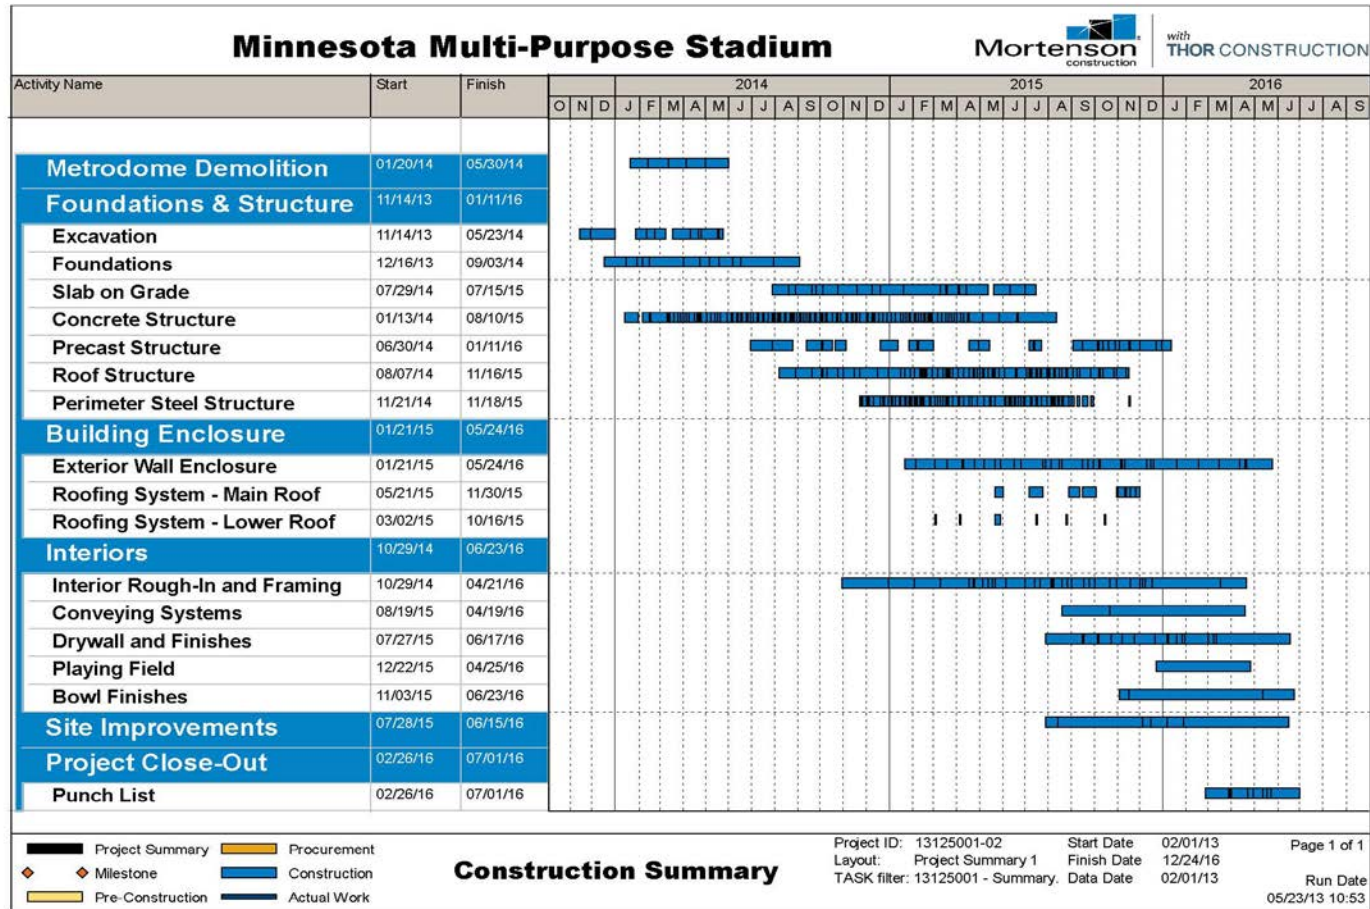 Minnesota Multi-Purpose Stadium
Mortenson
construction
with
THOR CONSTRUCTION
Activity Name Start Finish 2014 2015 2016
O N D J F M A M J J A S O N D J F M A M J J A S O N D J F M A M J J A S
Metrodome Demolition 01/20/14 05/30/14
Foundations & Structure 11/14/13 01/11/16
Excavation 11/14/13 05/23/14
Foundations 12/16/13 09/03/14
Slab on Grade 07/29/14 07/15/15
Concrete Structure 01/13/14 08/10/15
Precast Structure 06/30/14 01/11/16
Roof Structure 08/07/14 11/16/15
Perimeter Steel Structure 11/21/14 11/18/15
Building Enclosure 01/21/15 05/24/16
Exterior Wall Enclosure 01/21/15 05/24/16
Roofing System - Main Roof 05/21/15 11/30/15
Roofing System - Lower Roof 03/02/15 10/16/15
Interiors 10/29/14 06/23/16
Interior Rough-In and Framing 10/29/14 04/21/16
Conveying Systems 08/19/15 04/19/16
Drywall and Finishes 07/27/15 06/17/16
Playing Field 12/22/15 04/25/16
Bowl Finishes 11/03/15 06/23/16
Site Improvements 07/28/15 06/15/16
Project Close-Out 02/26/16 07/01/16
Punch List 02/26/16 07/01/16
Project Summary Procurement
Milestone Construction
Pre-Construction Actual Work
Construction Summary
Project ID: 13125001-02 Start Date 02/01/13 Page 1 of 1
Layout: Project Summary 1 Finish Date 12/24/16
TASK filter: 13125001 - Summary. Data Date 02/01/13 Run Date
05/23/13 10:53